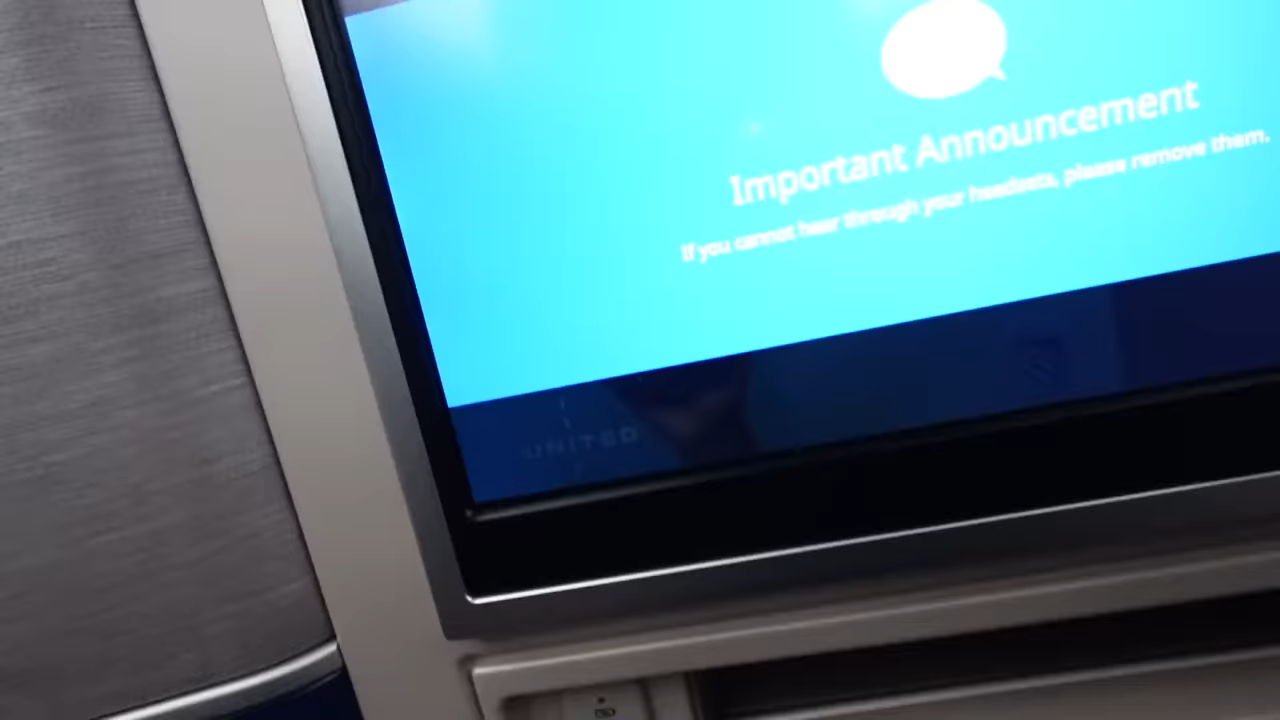 Important Announcement
If you cannot hear through your headsets, please remove them.
UNITED